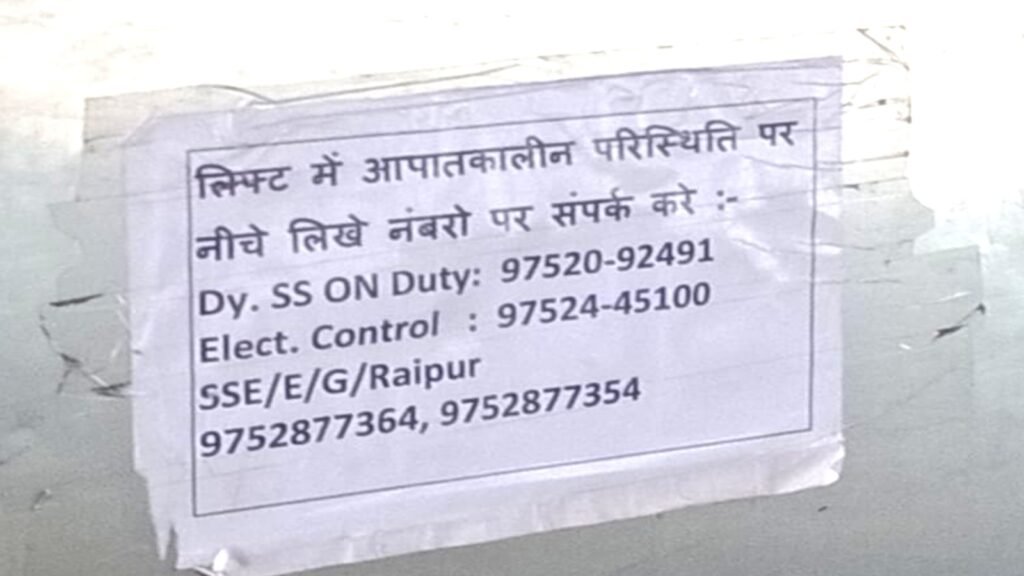 लिफ्ट में आपातकालीन परिस्थिति पर
नीचे लिखे नंबरो पर संपर्क करे :-
Dy. SS ON Duty: 97520-92491
Elect. Control : 97524-45100
SSE/E/G/Raipur
9752877364, 9752877354